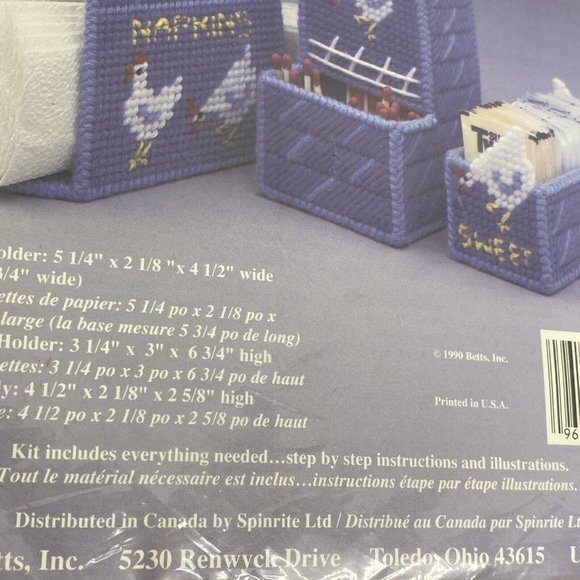 NAPKINS
SWEET
older: 5 1/4" x 2 1/8 "x 4 1/2" wide
3/4" wide)
ettes de papier: 5 1/4 po x 2 1/8 po x
large (la base mesure 5 3/4 po de long)
Holder: 3 1/4" x 3" x 6 3/4" high
ettes: 3 1/4 po x 3 po x 6 3/4 po de haut
ly: 4 1/2" x 2 1/8" x 2 5/8" high
e: 4 1/2 po x 2 1/8 po x 2 5/8 po de haut
© 1990 Betts, Inc.
Printed in U.S.A.
96
Kit includes everything needed...step by step instructions and illustrations.
Tout le matérial nécessaire est inclus...instructions étape par étape illustrations.
Distributed in Canada by Spinrite Ltd / Distribué au Canada par Spinrite L
etts, Inc. 5230 Renwyck Drive Toledo, Ohio 43615 U